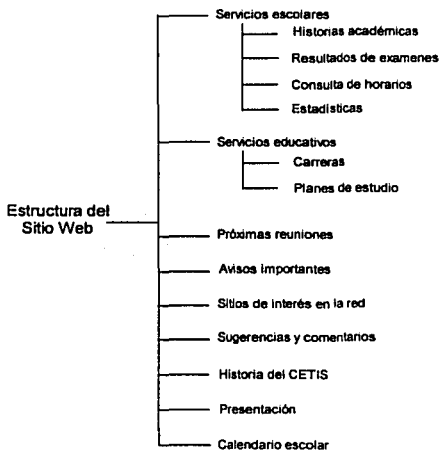 Servicios escolares
Historias académicas
Resultados de examenes
Consulta de horarios
Estadísticas
Servicios educativos
Carreras
Planes de estudio
Estructura del
Sitio Web
Próximas reuniones
Avisos importantes
Sitios de interés en la red
Sugerencias y comentarios
Historia del CETIS
Presentación
Calendario escolar